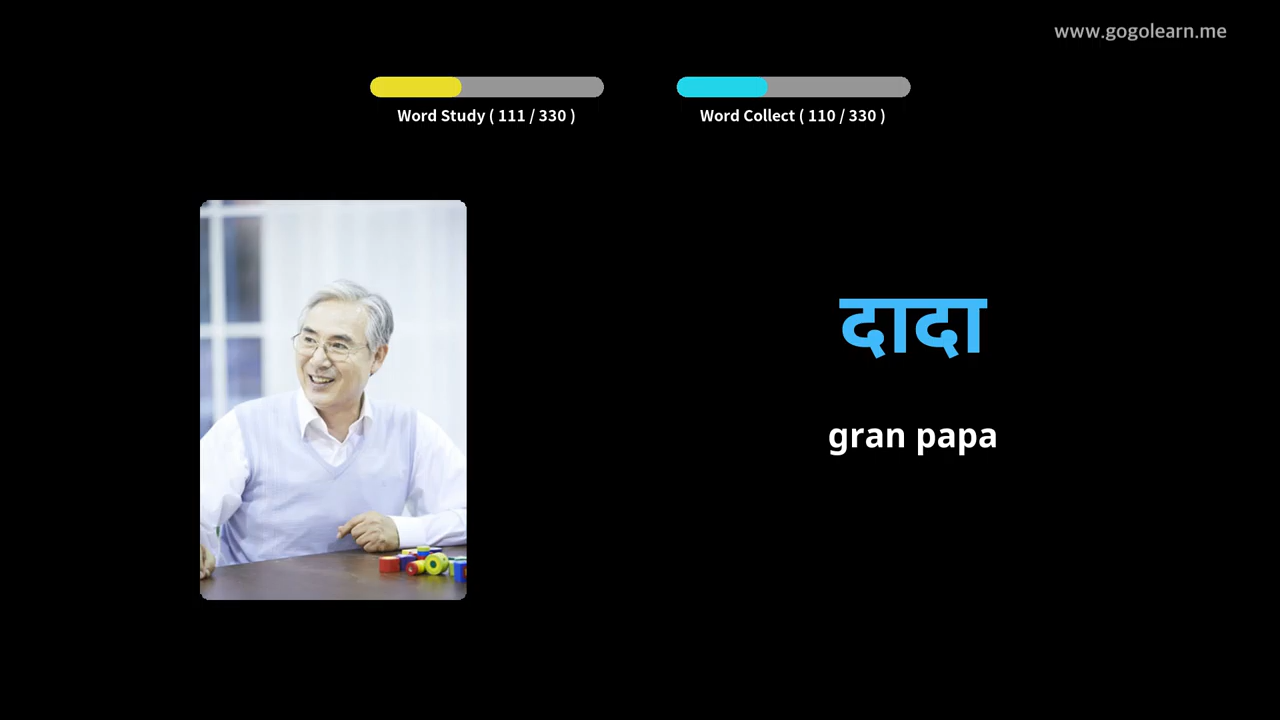 www.gogolearn.me
Word Study ( 111 / 330 )
Word Collect ( 110 / 330 )
दादा
gran papa